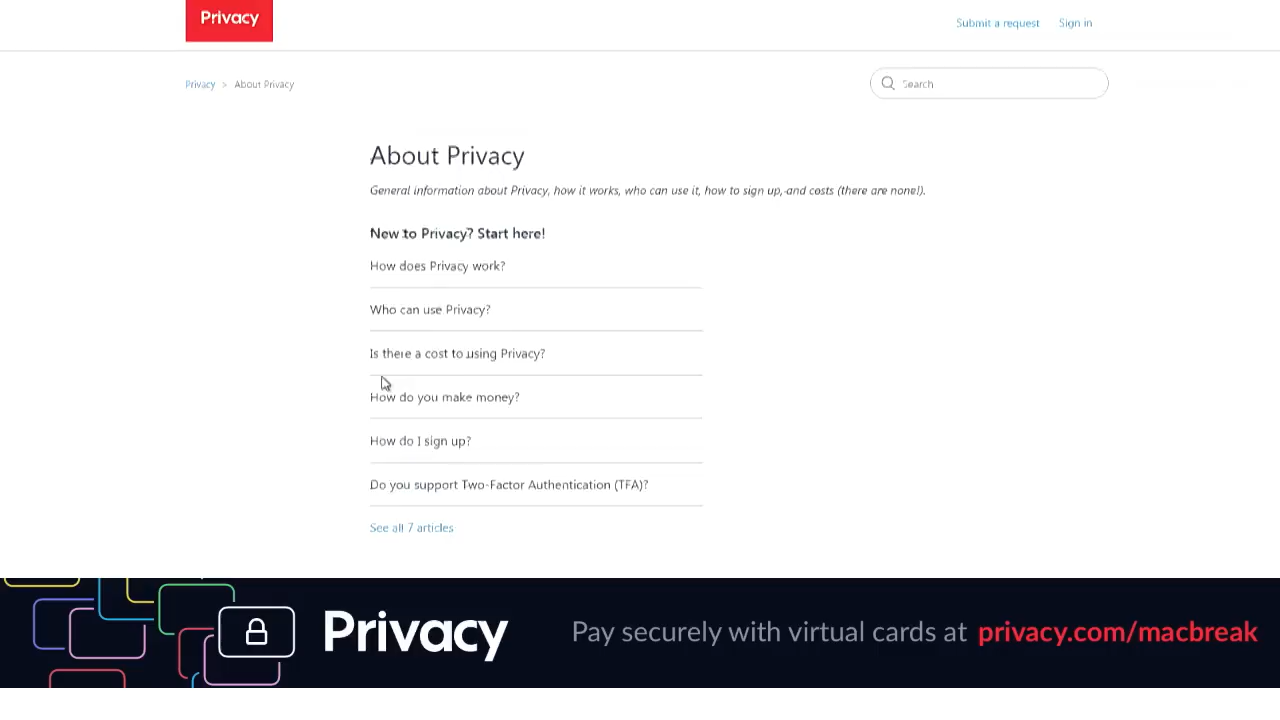 Privacy
Submit a request
Sign in
Privacy > About Privacy
Search
About Privacy
General information about Privacy, how it works, who can use it, how to sign up, and costs (there are none!).
New to Privacy? Start here!
How does Privacy work?
Who can use Privacy?
Is there a cost to using Privacy?
How do you make money?
How do I sign up?
Do you support Two-Factor Authentication (TFA)?
See all 7 articles
Privacy
Pay securely with virtual cards at privacy.com/macbreak